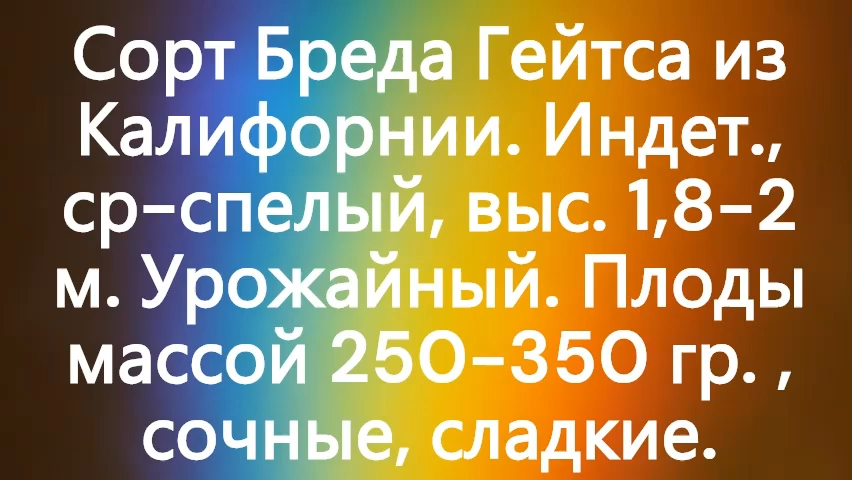 Сорт Бреда Гейтса из
Калифорнии. Индет.,
ср-спелый, выс. 1,8-2
м. Урожайный. Плоды
массой 250-350 гр. ,
сочные, сладкие.